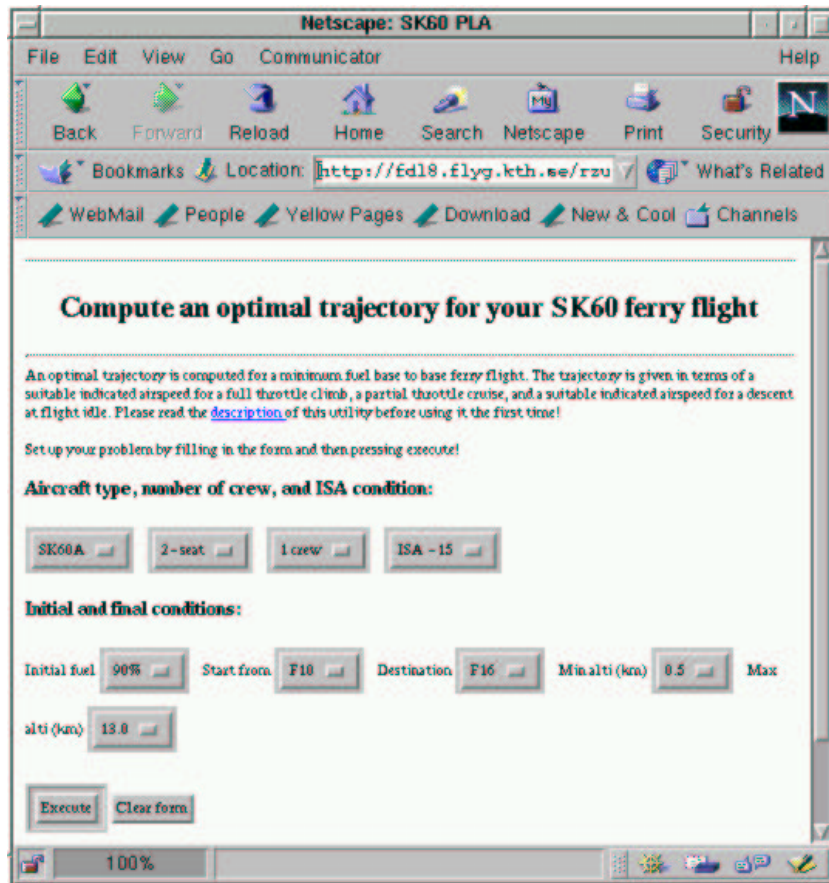 Netscape: SK60 PLA
File Edit View Go Communicator Help
Back Forward Reload Home Search Netscape Print Security
My
N
Bookmarks Location: http://fd18.flyg.kth.se/rzu What's Related
WebMail People Yellow Pages Download New & Cool Channels
Compute an optimal trajectory for your SK60 ferry flight
An optimal trajectory is computed for a minimum fuel base to base ferry flight. The trajectory is given in terms of a
suitable indicated airspeed for a full throttle climb, a partial throttle cruise, and a suitable indicated airspeed for a descent
at flight idle. Please read the description of this utility before using it the first time!
Set up your problem by filling in the form and then pressing execute!
Aircraft type, number of crew, and ISA condition:
SK60A 2-seat 1 crew ISA -15
Initial and final conditions:
Initial fuel 90% Start from F10 Destination F16 Min alti (km) 0.5 Max
alti (km) 13.0
Execute Clear form
100%